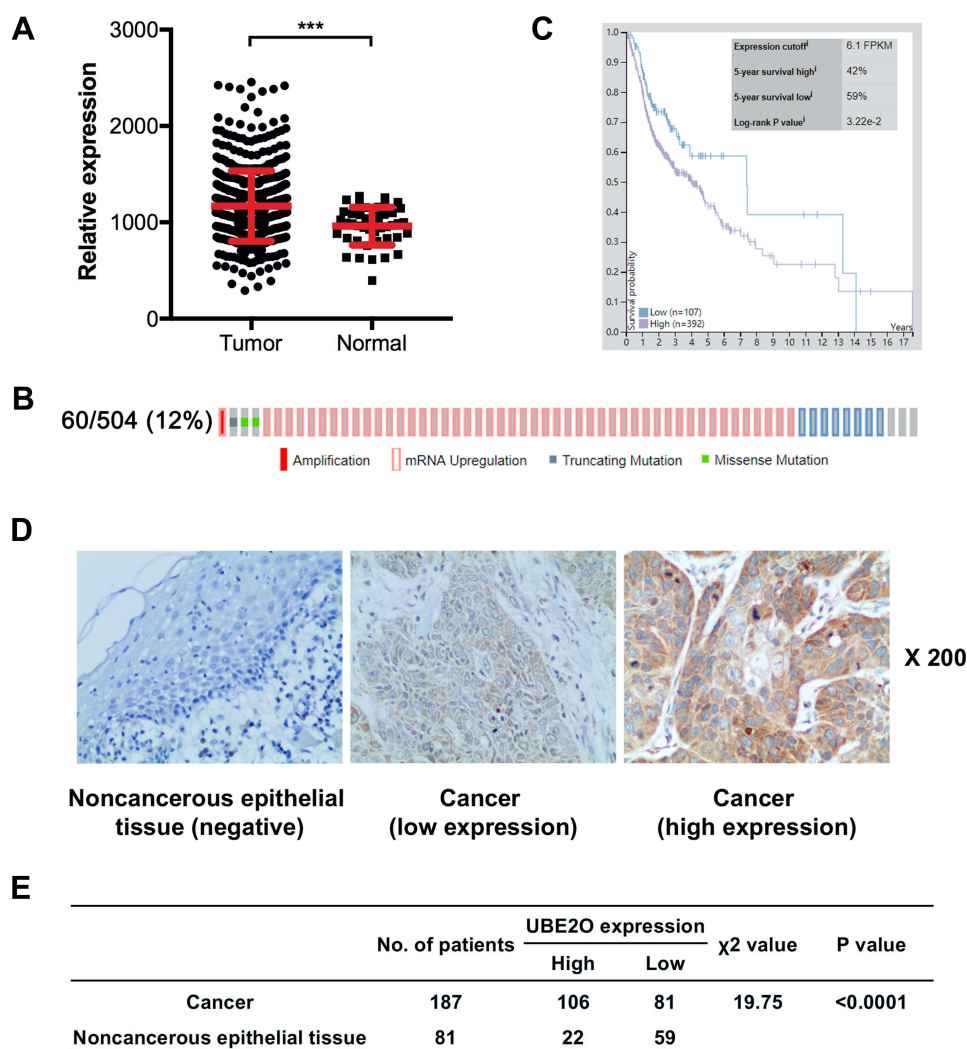 A
3000
2000
1000
0
Relative expression
***
Tumor
Normal
C
1.0
0.9
0.8
0.7
0.6
0.5
0.4
0.3
0.2
0.1
0.0
Survival probability
Expression cutoffⁱ 6.1 FPKM
5-year survival highⁱ 42%
5-year survival lowⁱ 59%
Log-rank P valueⁱ 3.22e-2
Low (n=107)
High (n=392)
Years
0 1 2 3 4 5 6 7 8 9 10 11 12 13 14 15 16 17
B
60/504 (12%)
Amplification mRNA Upregulation Truncating Mutation Missense Mutation
D
X 200
Noncancerous epithelial
tissue (negative)
Cancer
(low expression)
Cancer
(high expression)
E
No. of patients UBE2O expression χ2 value P value
High Low
Cancer 187 106 81 19.75 <0.0001
Noncancerous epithelial tissue 81 22 59